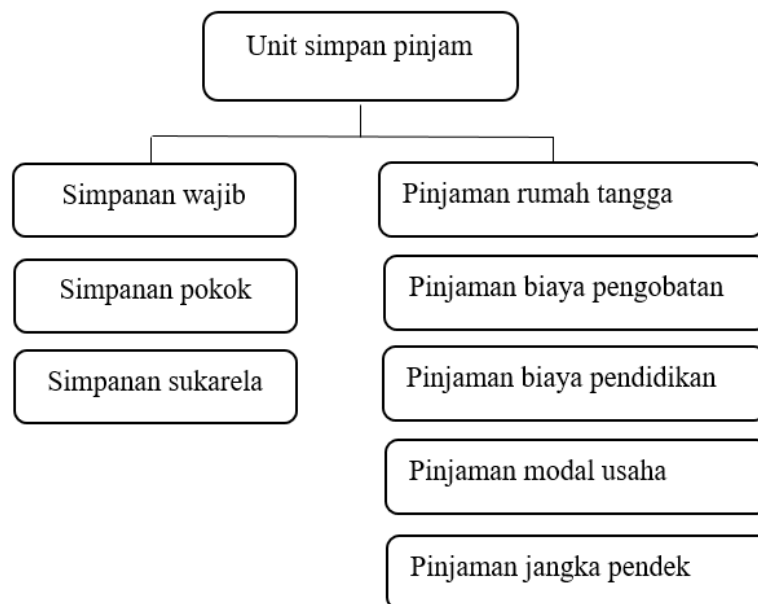 Unit simpan pinjam
Simpanan wajib
Simpanan pokok
Simpanan sukarela
Pinjaman rumah tangga
Pinjaman biaya pengobatan
Pinjaman biaya pendidikan
Pinjaman modal usaha
Pinjaman jangka pendek